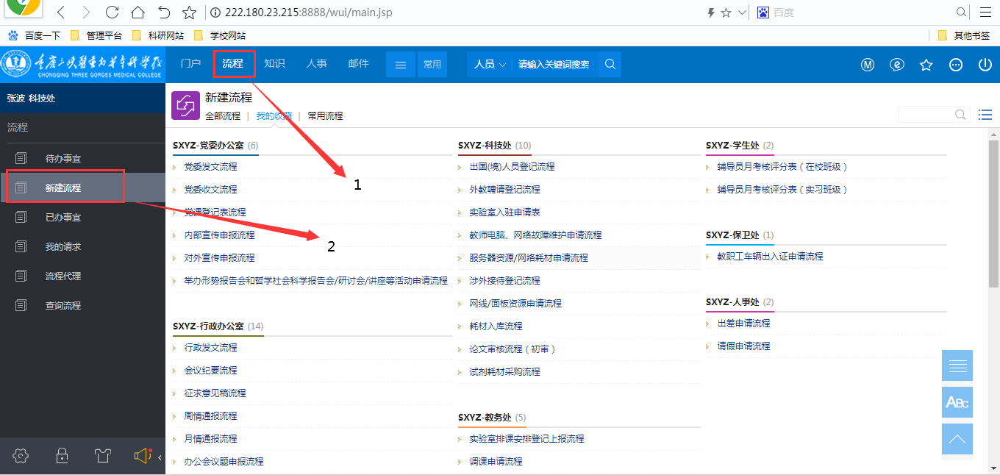 222.180.23.215:8888/wui/main.jsp
百度
百度一下 管理平台 科研网站 学校网站 其他书签
重庆三峡医药高等专科学校
CHONGQING THREE GORGES MEDICAL COLLEGE
门户 流程 知识 人事 邮件 常用 人员 请输入关键词搜索
张波 科技处
流程
待办事宜
新建流程
已办事宜
我的请求
流程代理
查询流程
新建流程
全部流程 | 我的收藏 | 常用流程
SXYZ-党委办公室 (6)
党委发文流程
党委收文流程
党课登记表流程
内部宣传申报流程
对外宣传申报流程
举办形势报告会和哲学社会科学报告会/研讨会/讲座等活动申请流程
SXYZ-行政办公室 (14)
行政发文流程
会议纪要流程
征求意见稿流程
周情通报流程
月情通报流程
办公会议题申报流程
SXYZ-科技处 (10)
出国(境)人员登记流程
外教聘请登记流程
实验室入驻申请表
教师电脑、网络故障维护申请流程
服务器资源/网络耗材申请流程
涉外接待登记流程
网线/面板资源申请流程
耗材入库流程
论文审核流程（初审）
试剂耗材采购流程
SXYZ-教务处 (5)
实验室排课安排登记上报流程
调课申请流程
SXYZ-学生处 (2)
辅导员月考核评分表（在校班级）
辅导员月考核评分表（实习班级）
SXYZ-保卫处 (1)
教职工车辆出入证申请流程
SXYZ-人事处 (2)
出差申请流程
请假申请流程
1
2
ABC